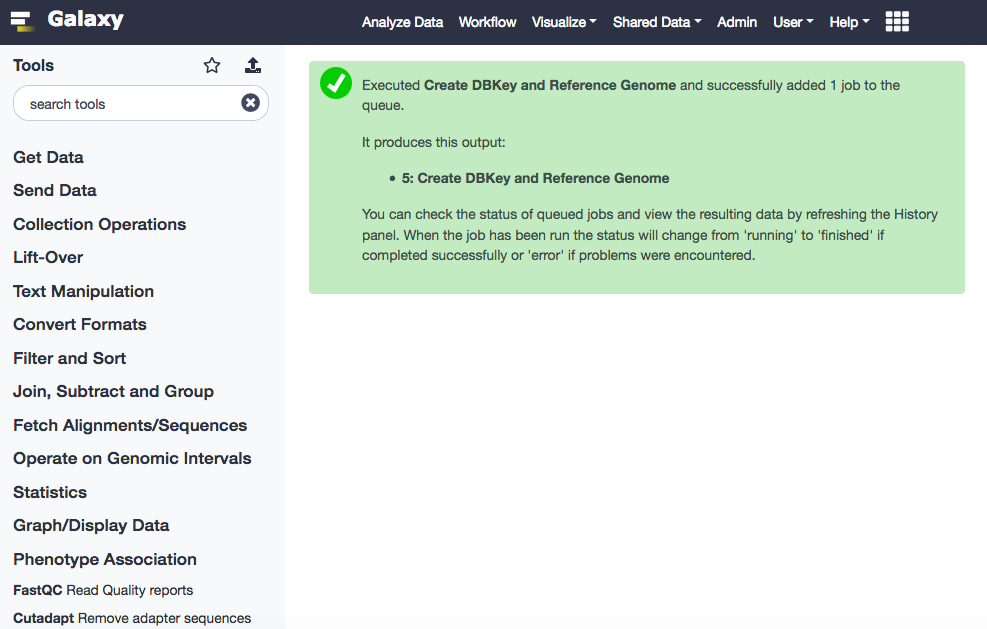 Galaxy
Analyze Data Workflow Visualize Shared Data Admin User Help
Tools
search tools
Get Data
Send Data
Collection Operations
Lift-Over
Text Manipulation
Convert Formats
Filter and Sort
Join, Subtract and Group
Fetch Alignments/Sequences
Operate on Genomic Intervals
Statistics
Graph/Display Data
Phenotype Association
FastQC Read Quality reports
Cutadapt Remove adapter sequences
Executed Create DBKey and Reference Genome and successfully added 1 job to the
queue.
It produces this output:
• 5: Create DBKey and Reference Genome
You can check the status of queued jobs and view the resulting data by refreshing the History
panel. When the job has been run the status will change from 'running' to 'finished' if
completed successfully or 'error' if problems were encountered.